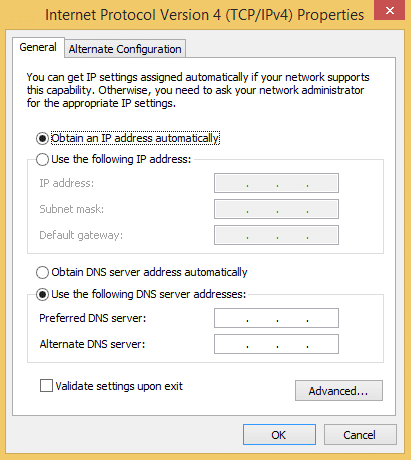 Internet Protocol Version 4 (TCP/IPv4) Properties
General
Alternate Configuration
You can get IP settings assigned automatically if your network supports
this capability. Otherwise, you need to ask your network administrator
for the appropriate IP settings.
Obtain an IP address automatically
Use the following IP address:
IP address:
Subnet mask:
Default gateway:
Obtain DNS server address automatically
Use the following DNS server addresses:
Preferred DNS server:
Alternate DNS server:
Validate settings upon exit
Advanced...
OK
Cancel